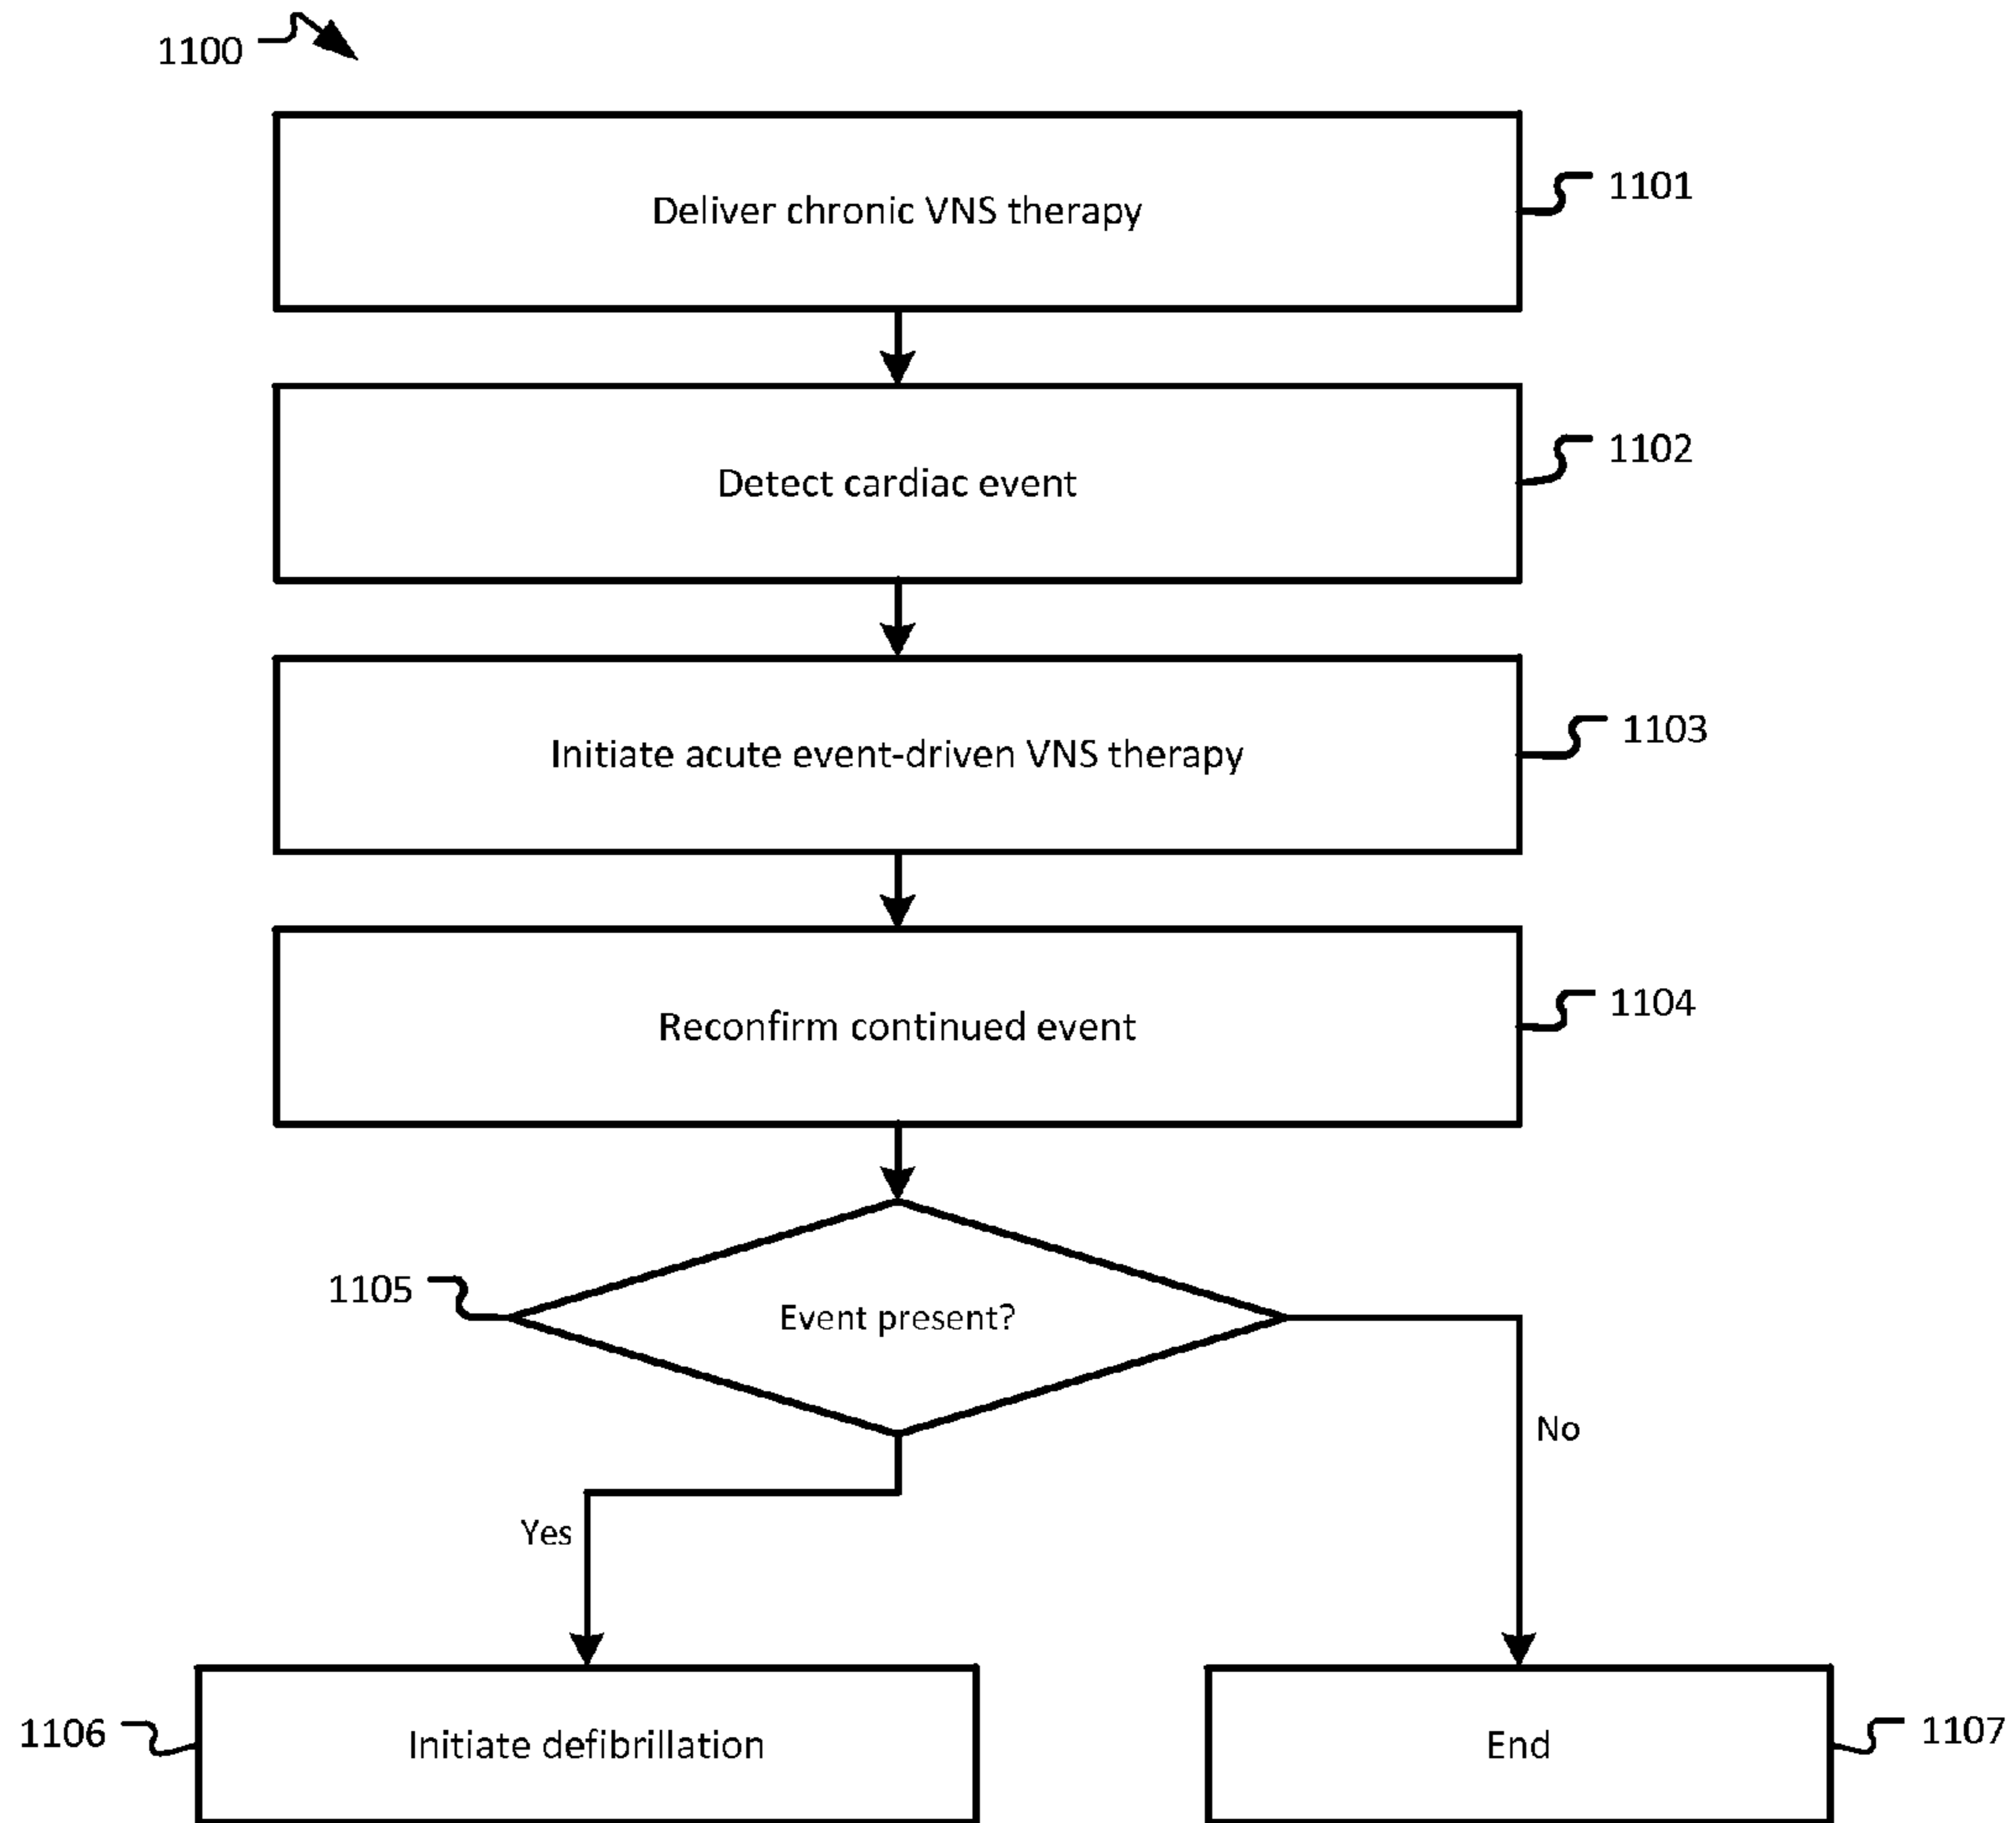 1100
Deliver chronic VNS therapy
1101
Detect cardiac event
1102
Initiate acute event-driven VNS therapy
1103
Reconfirm continued event
1104
1105
Event present?
No
Yes
1106
Initiate defibrillation
End
1107